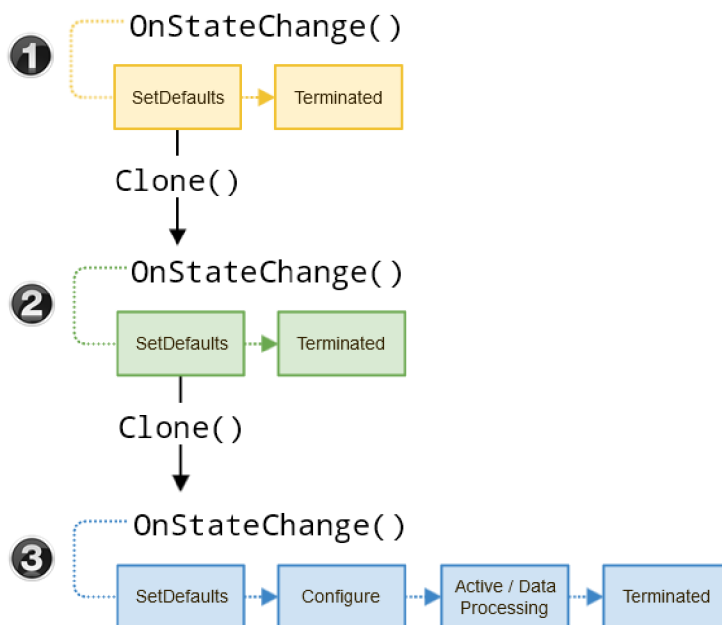 1
OnStateChange()
SetDefaults
Terminated
Clone()
2
OnStateChange()
SetDefaults
Terminated
Clone()
3
OnStateChange()
SetDefaults
Configure
Active / Data
Processing
Terminated